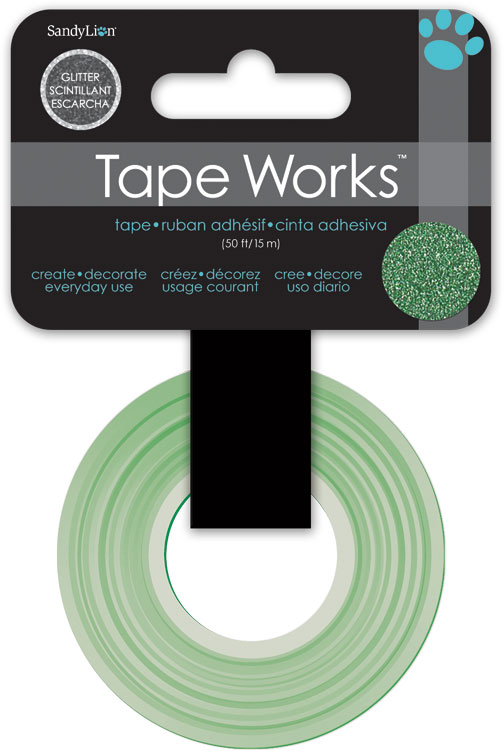 SandyLion
GLITTER
SCINTILLANT
ESCARCHA
Tape Works™
tape • ruban adhésif • cinta adhesiva
(50 ft/15 m)
create • decorate
everyday use
créez • décorez
usage courant
cree • decore
uso diario